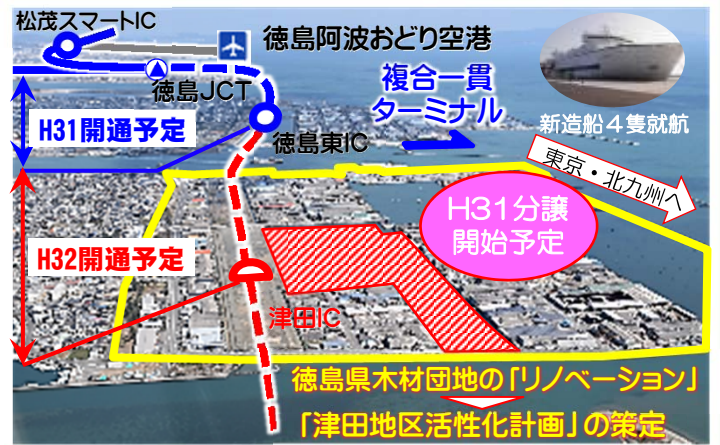 松茂スマートIC
徳島阿波おどり空港
徳島JCT
複合一貫
ターミナル
新造船4隻就航
H31開通予定
徳島東IC
東京・北九州へ
H31分譲
開始予定
H32開通予定
津田IC
徳島県木材団地の「リノベーション」
「津田地区活性化計画」の策定